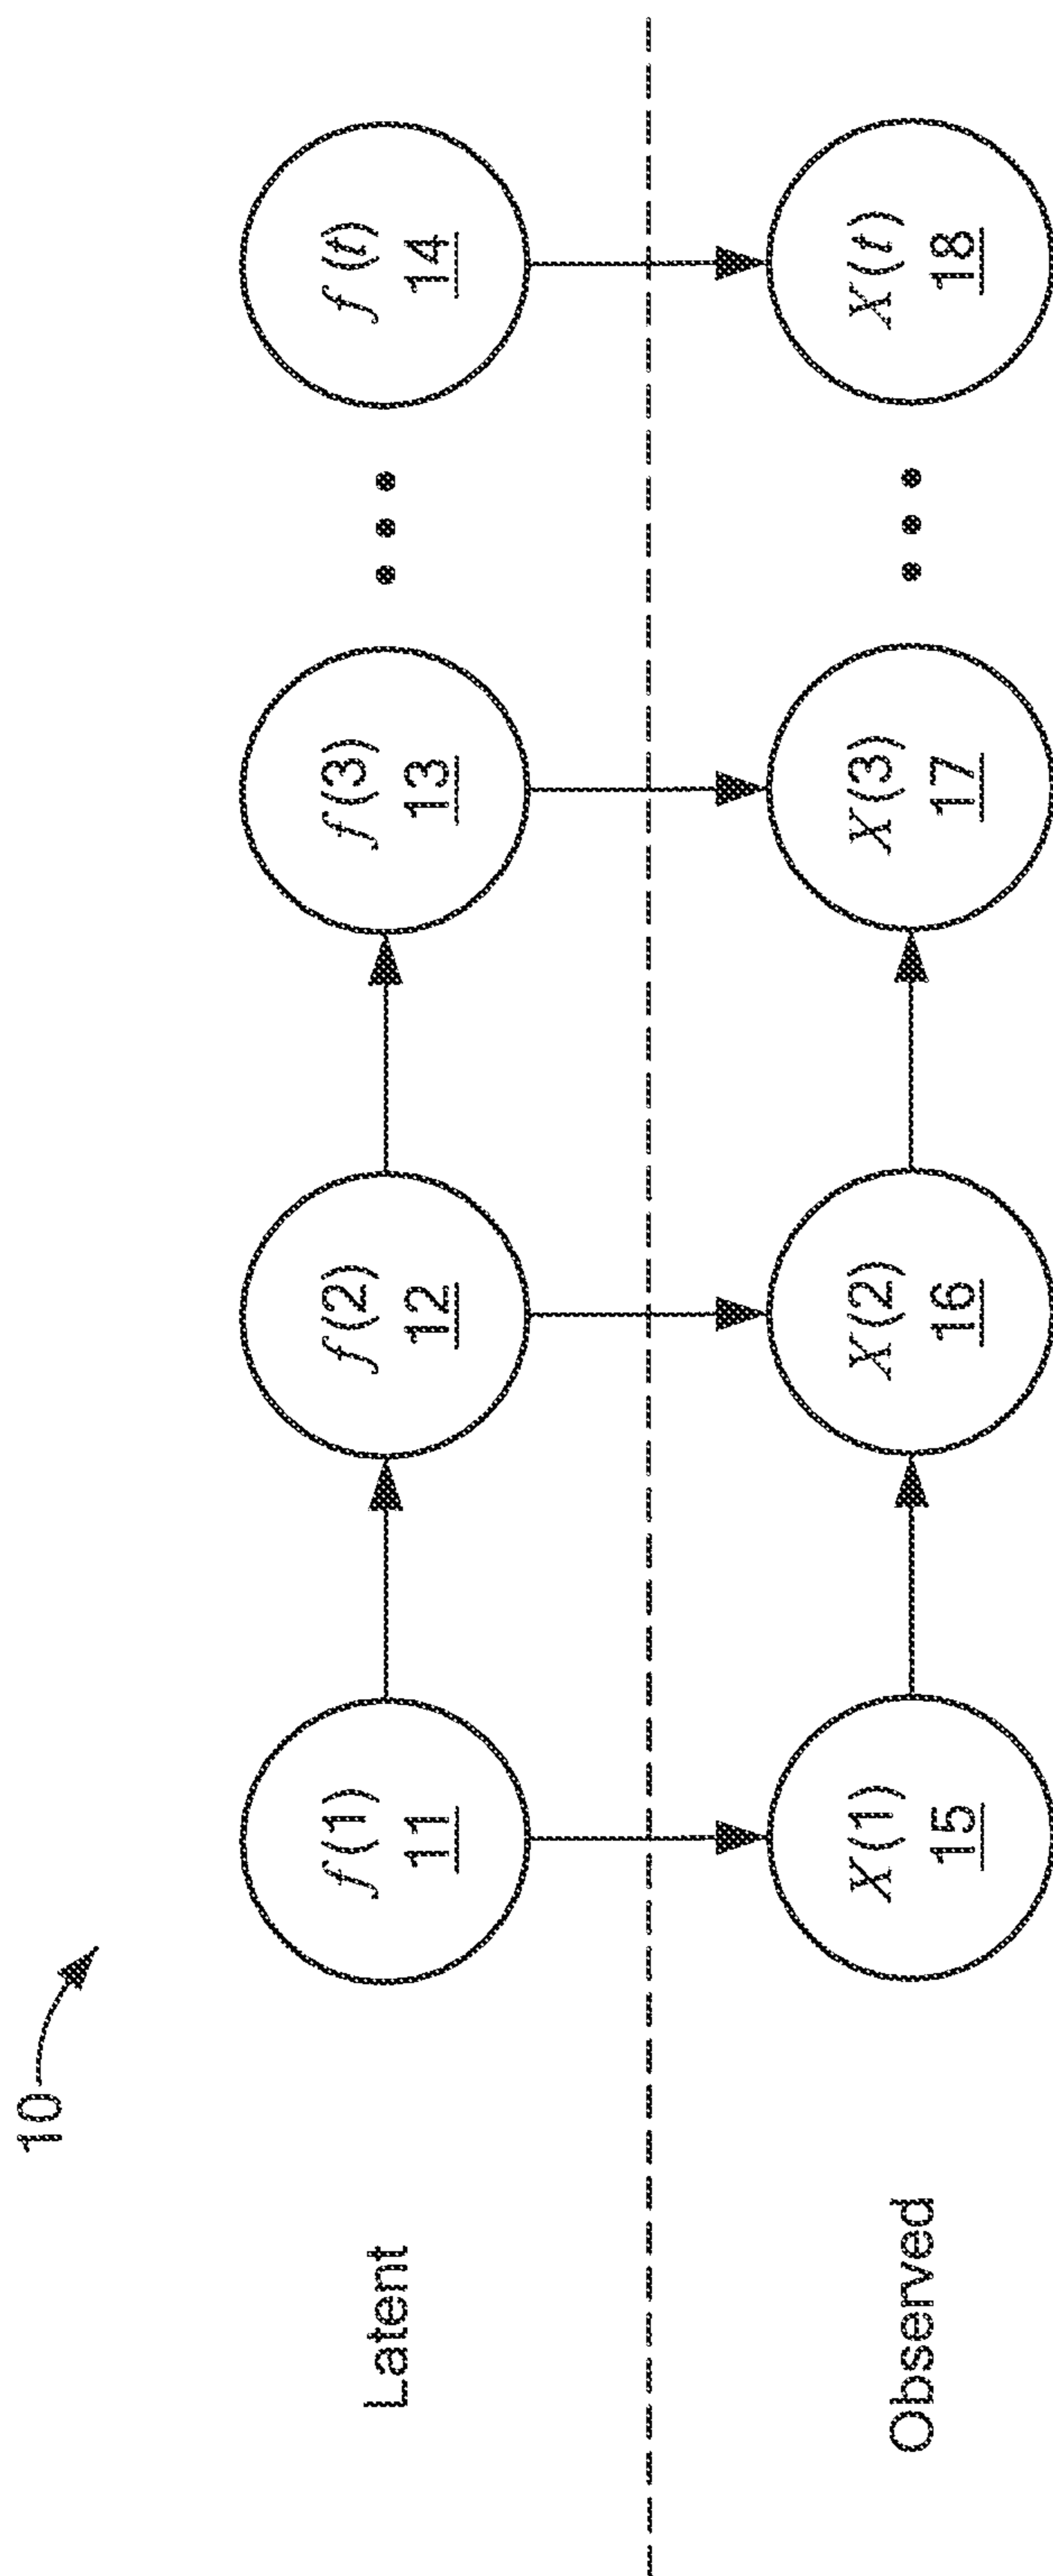 10
Latent
f(1)
11
f(2)
12
f(3)
13
f(t)
14
Observed
X(1)
15
X(2)
16
X(3)
17
X(t)
18